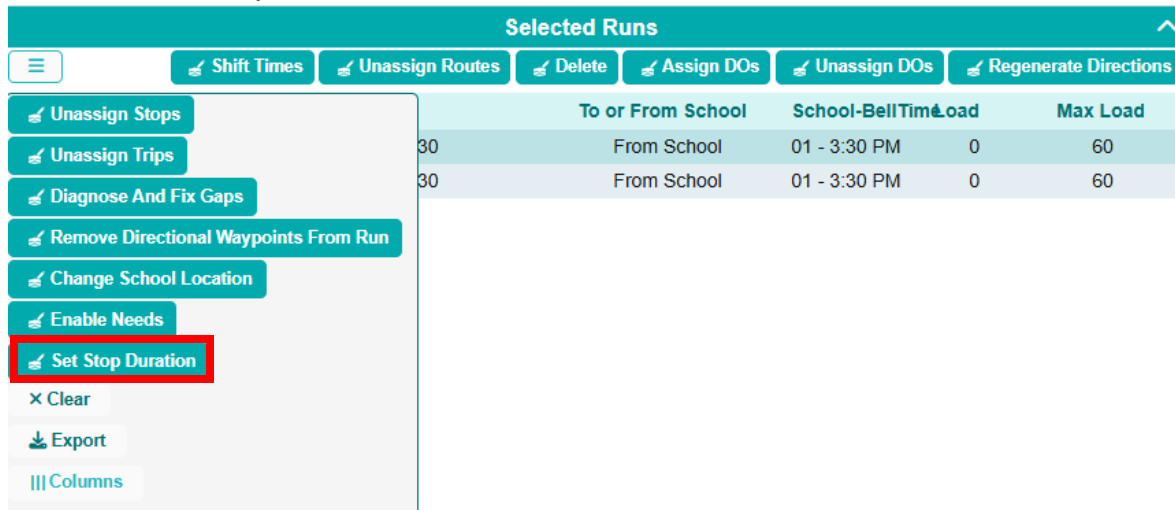 Selected Runs
Shift Times Unassign Routes Delete Assign DOs Unassign DOs Regenerate Directions
Unassign Stops To or From School School-BellTime Load Max Load
Unassign Trips 30 From School 01 - 3:30 PM 0 60
Diagnose And Fix Gaps 30 From School 01 - 3:30 PM 0 60
Remove Directional Waypoints From Run
Change School Location
Enable Needs
Set Stop Duration
× Clear
Export
Columns